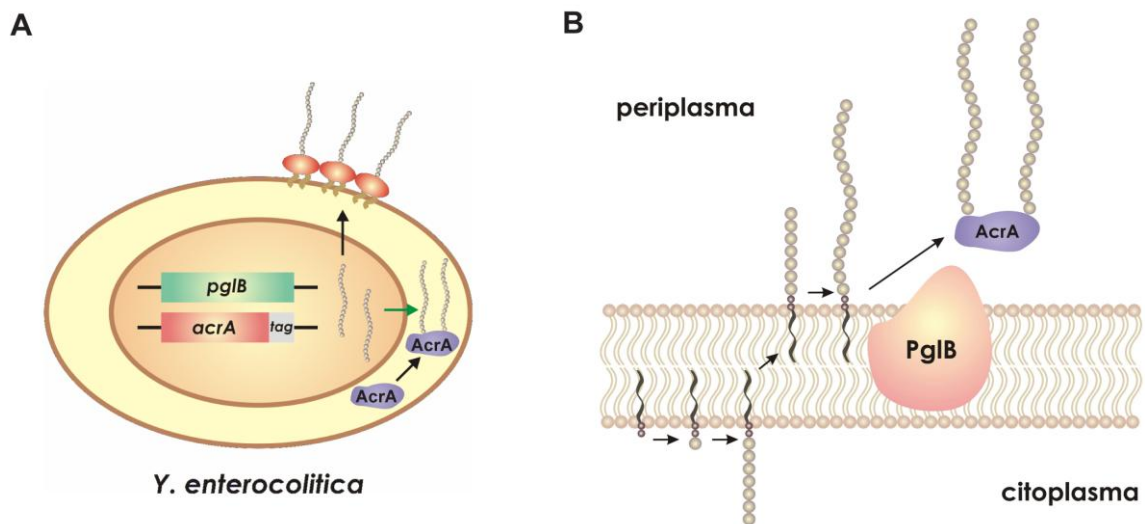 A
pglB
acrA
tag
AcrA
AcrA
Y. enterocolitica
B
periplasma
AcrA
PglB
citoplasma